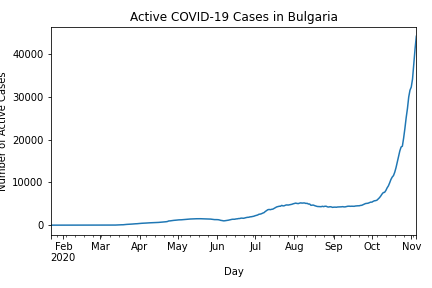 Active COVID-19 Cases in Bulgaria
Number of Active Cases
40000
30000
20000
10000
0
Feb Mar Apr May Jun Jul Aug Sep Oct Nov
2020
Day